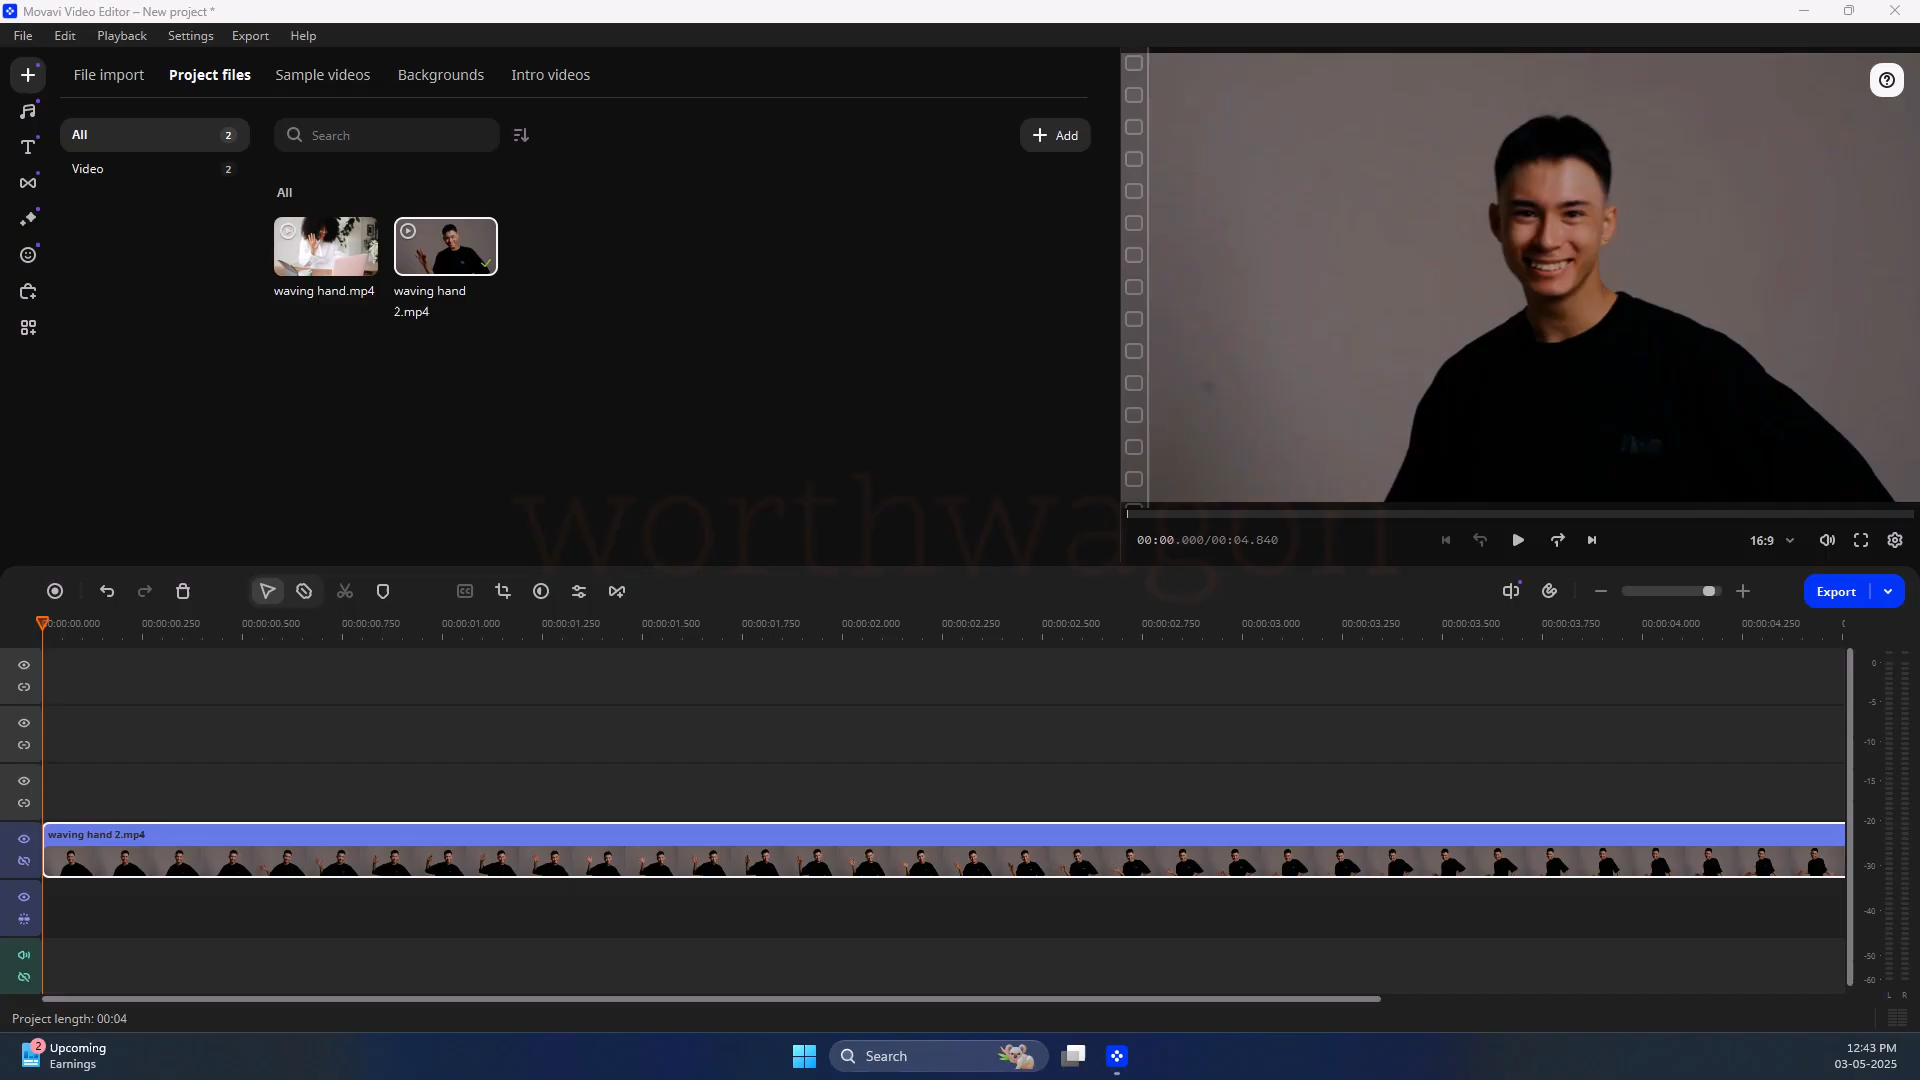 Movavi Video Editor – New project *
File Edit Playback Settings Export Help
File import Project files Sample videos Backgrounds Intro videos
All 2
Search
Add
Video 2
All
waving hand.mp4
waving hand 2.mp4
worthwagon
00:00.000/00:04.840
16:9
CC
Export
00:00:00.000 00:00:00.250 00:00:00.500 00:00:00.750 00:00:01.000 00:00:01.250 00:00:01.500 00:00:01.750 00:00:02.000 00:00:02.250 00:00:02.500 00:00:02.750 00:00:03.000 00:00:03.250 00:00:03.500 00:00:03.750 00:00:04.000 00:00:04.250
0
-5
-10
-15
-20
-30
-40
-50
-60
L R
waving hand 2.mp4
Project length: 00:04
2
Upcoming
Earnings
Search
12:43 PM
03-05-2025